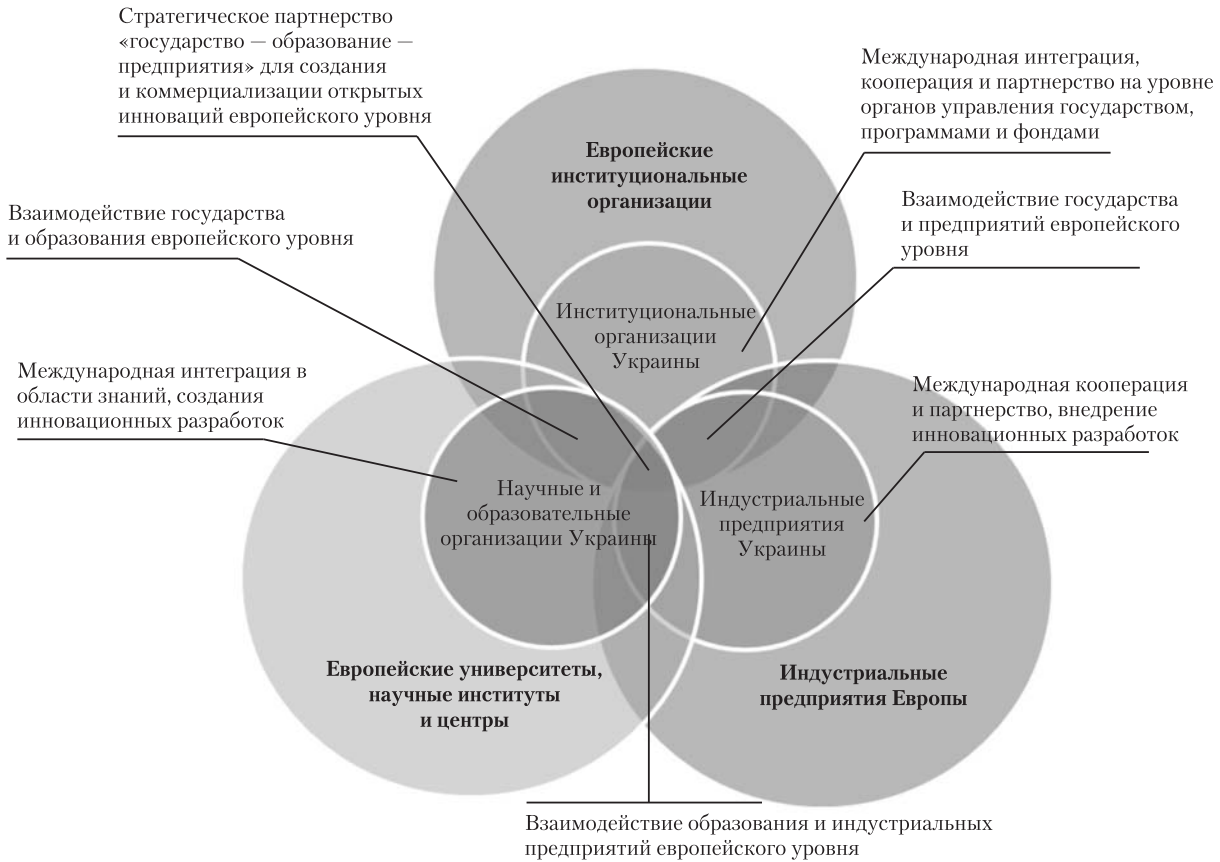 Стратегическое партнерство
«государство — образование —
предприятия» для создания
и коммерциализации открытых
инноваций европейского уровня
Международная интеграция,
кооперация и партнерство на уровне
органов управления государством,
программами и фондами
Европейские
институциональные
организации
Взаимодействие государства
и образования европейского уровня
Взаимодействие государства
и предприятий европейского
уровня
Институциональные
организации
Украины
Международная интеграция в
области знаний, создания
инновационных разработок
Международная кооперация
и партнерство, внедрение
инновационных разработок
Научные и
образовательные
организации Украины
Индустриальные
предприятия
Украины
Европейские университеты,
научные институты
и центры
Индустриальные
предприятия Европы
Взаимодействие образования и индустриальных
предприятий европейского уровня